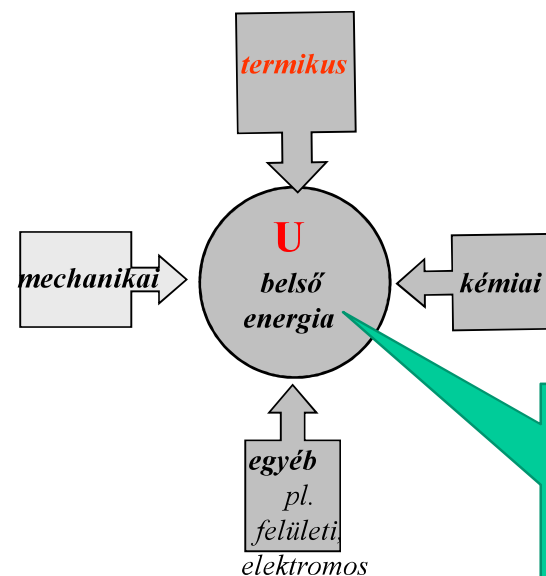 termikus
U
mechanikai
belső
energia
kémiai
egyéb
pl.
felületi,
elektromos